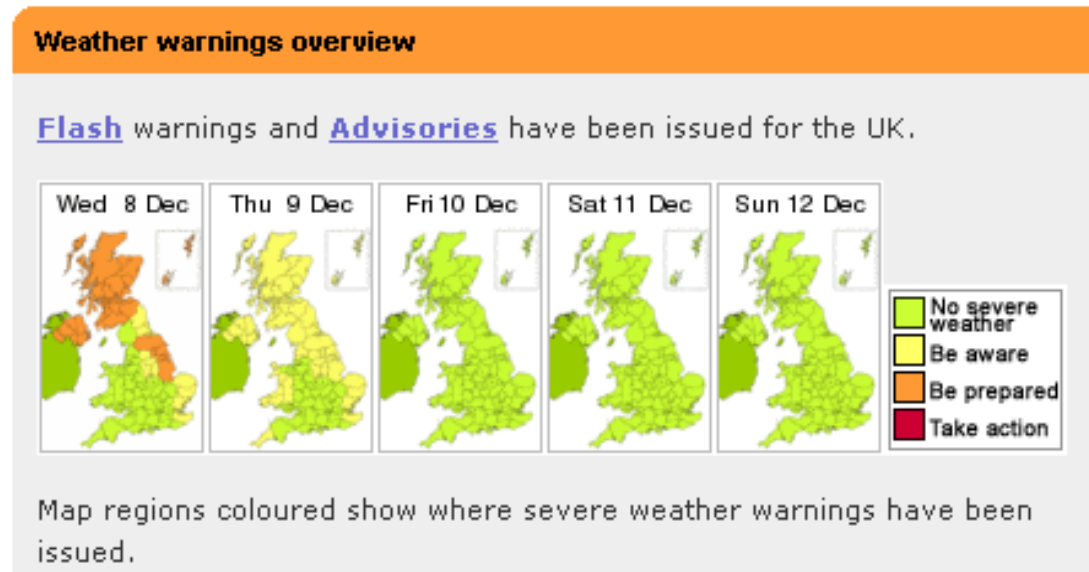 Weather warnings overview
Flash warnings and Advisories have been issued for the UK.
Wed 8 Dec
Thu 9 Dec
Fri 10 Dec
Sat 11 Dec
Sun 12 Dec
No severe
weather
Be aware
Be prepared
Take action
Map regions coloured show where severe weather warnings have been
issued.